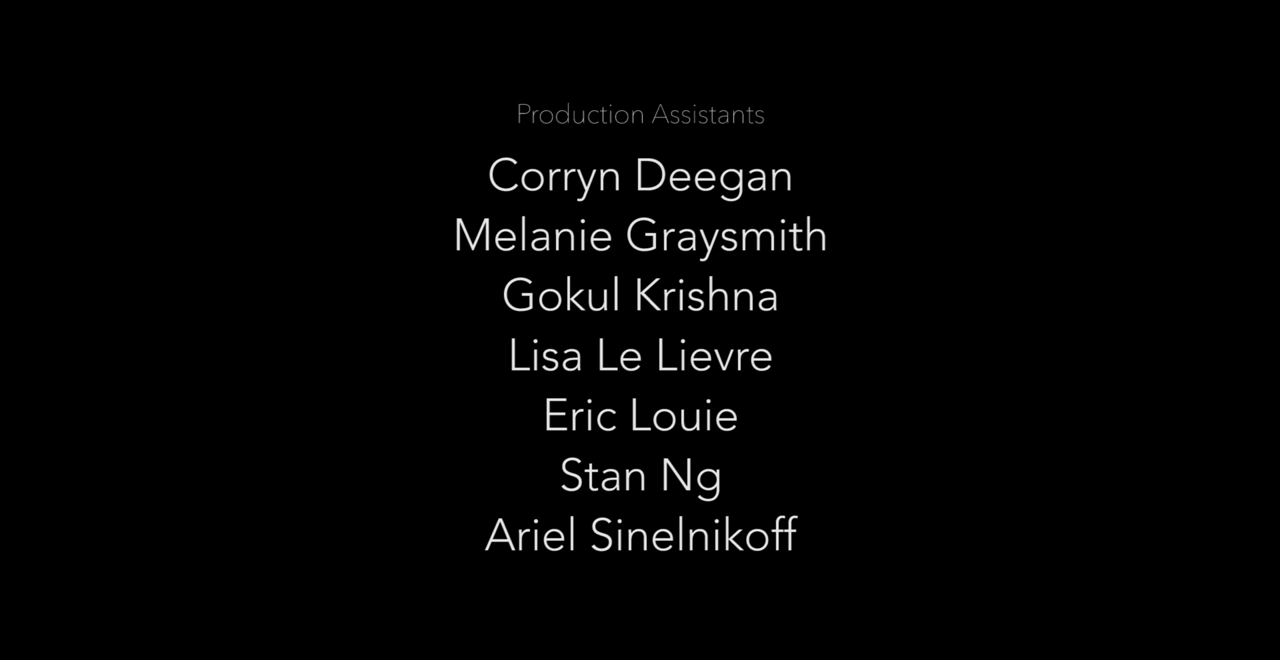 Production Assistants
Corryn Deegan
Melanie Graysmith
Gokul Krishna
Lisa Le Lievre
Eric Louie
Stan Ng
Ariel Sinelnikoff